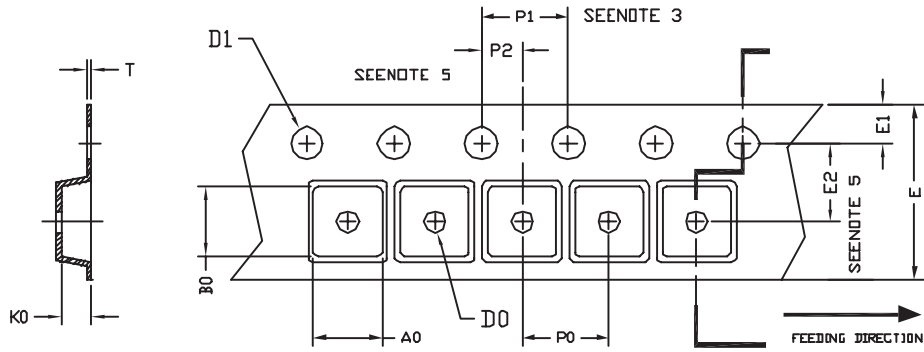 P1
SEENOTE 3
D1
P2
T
SEENOTE 5
E1
E2
E
SEENOTE 5
B0
K0
A0
D0
P0
FEEDING DIRECTION